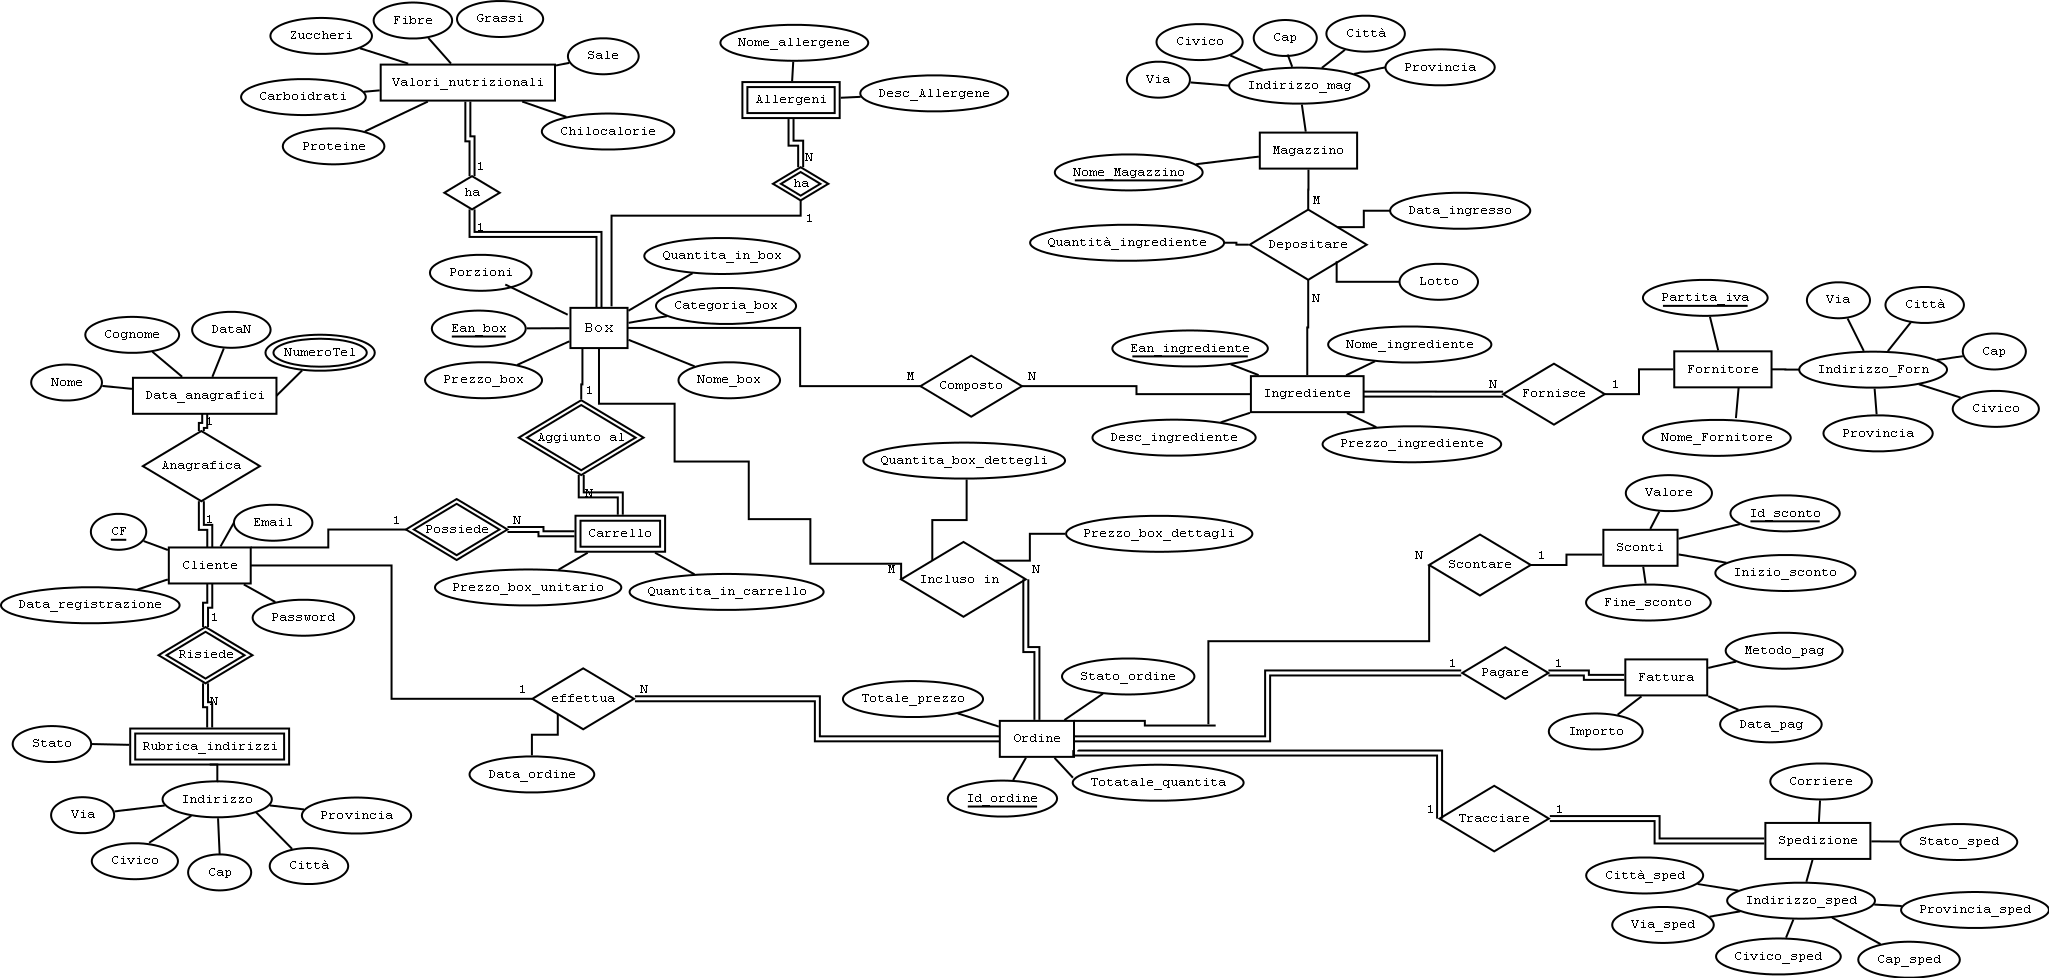 Zuccheri
Fibre
Grassi
Sale
Valori_nutrizionali
Carboidrati
Proteine
Chilocalorie
1
ha
1
Nome_allergene
Allergeni
Desc_Allergene
N
ha
1
Civico
Cap
Città
Provincia
Via
Indirizzo_mag
Magazzino
Nome_Magazzino
M
Data_ingresso
Quantità_ingrediente
Depositare
Lotto
N
Porzioni
Quantita_in_box
Categoria_box
Ean_box
Box
Prezzo_box
Nome_box
M
Composto
N
Ean_ingrediente
Nome_ingrediente
Ingrediente
Desc_ingrediente
Prezzo_ingrediente
N
Fornisce
1
Partita_iva
Via
Città
Cap
Fornitore
Indirizzo_Forn
Civico
Nome_Fornitore
Provincia
Cognome
DataN
NumeroTel
Nome
Data_anagrafici
1
Anagrafica
1
CF
Email
Cliente
Data_registrazione
Password
1
Possiede
N
1
Aggiunto al
N
Carrello
Prezzo_box_unitario
Quantita_in_carrello
Quantita_box_dettegli
Prezzo_box_dettagli
M
Incluso in
N
Valore
Id_sconto
N
Scontare
1
Sconti
Inizio_sconto
Fine_sconto
1
Risiede
N
Stato
Rubrica_indirizzi
Indirizzo
Via
Provincia
Civico
Cap
Città
1
effettua
N
Data_ordine
Totale_prezzo
Stato_ordine
Ordine
Id_ordine
Totatale_quantita
1
Pagare
1
Metodo_pag
Fattura
Importo
Data_pag
1
Tracciare
1
Corriere
Spedizione
Stato_sped
Città_sped
Indirizzo_sped
Provincia_sped
Via_sped
Civico_sped
Cap_sped